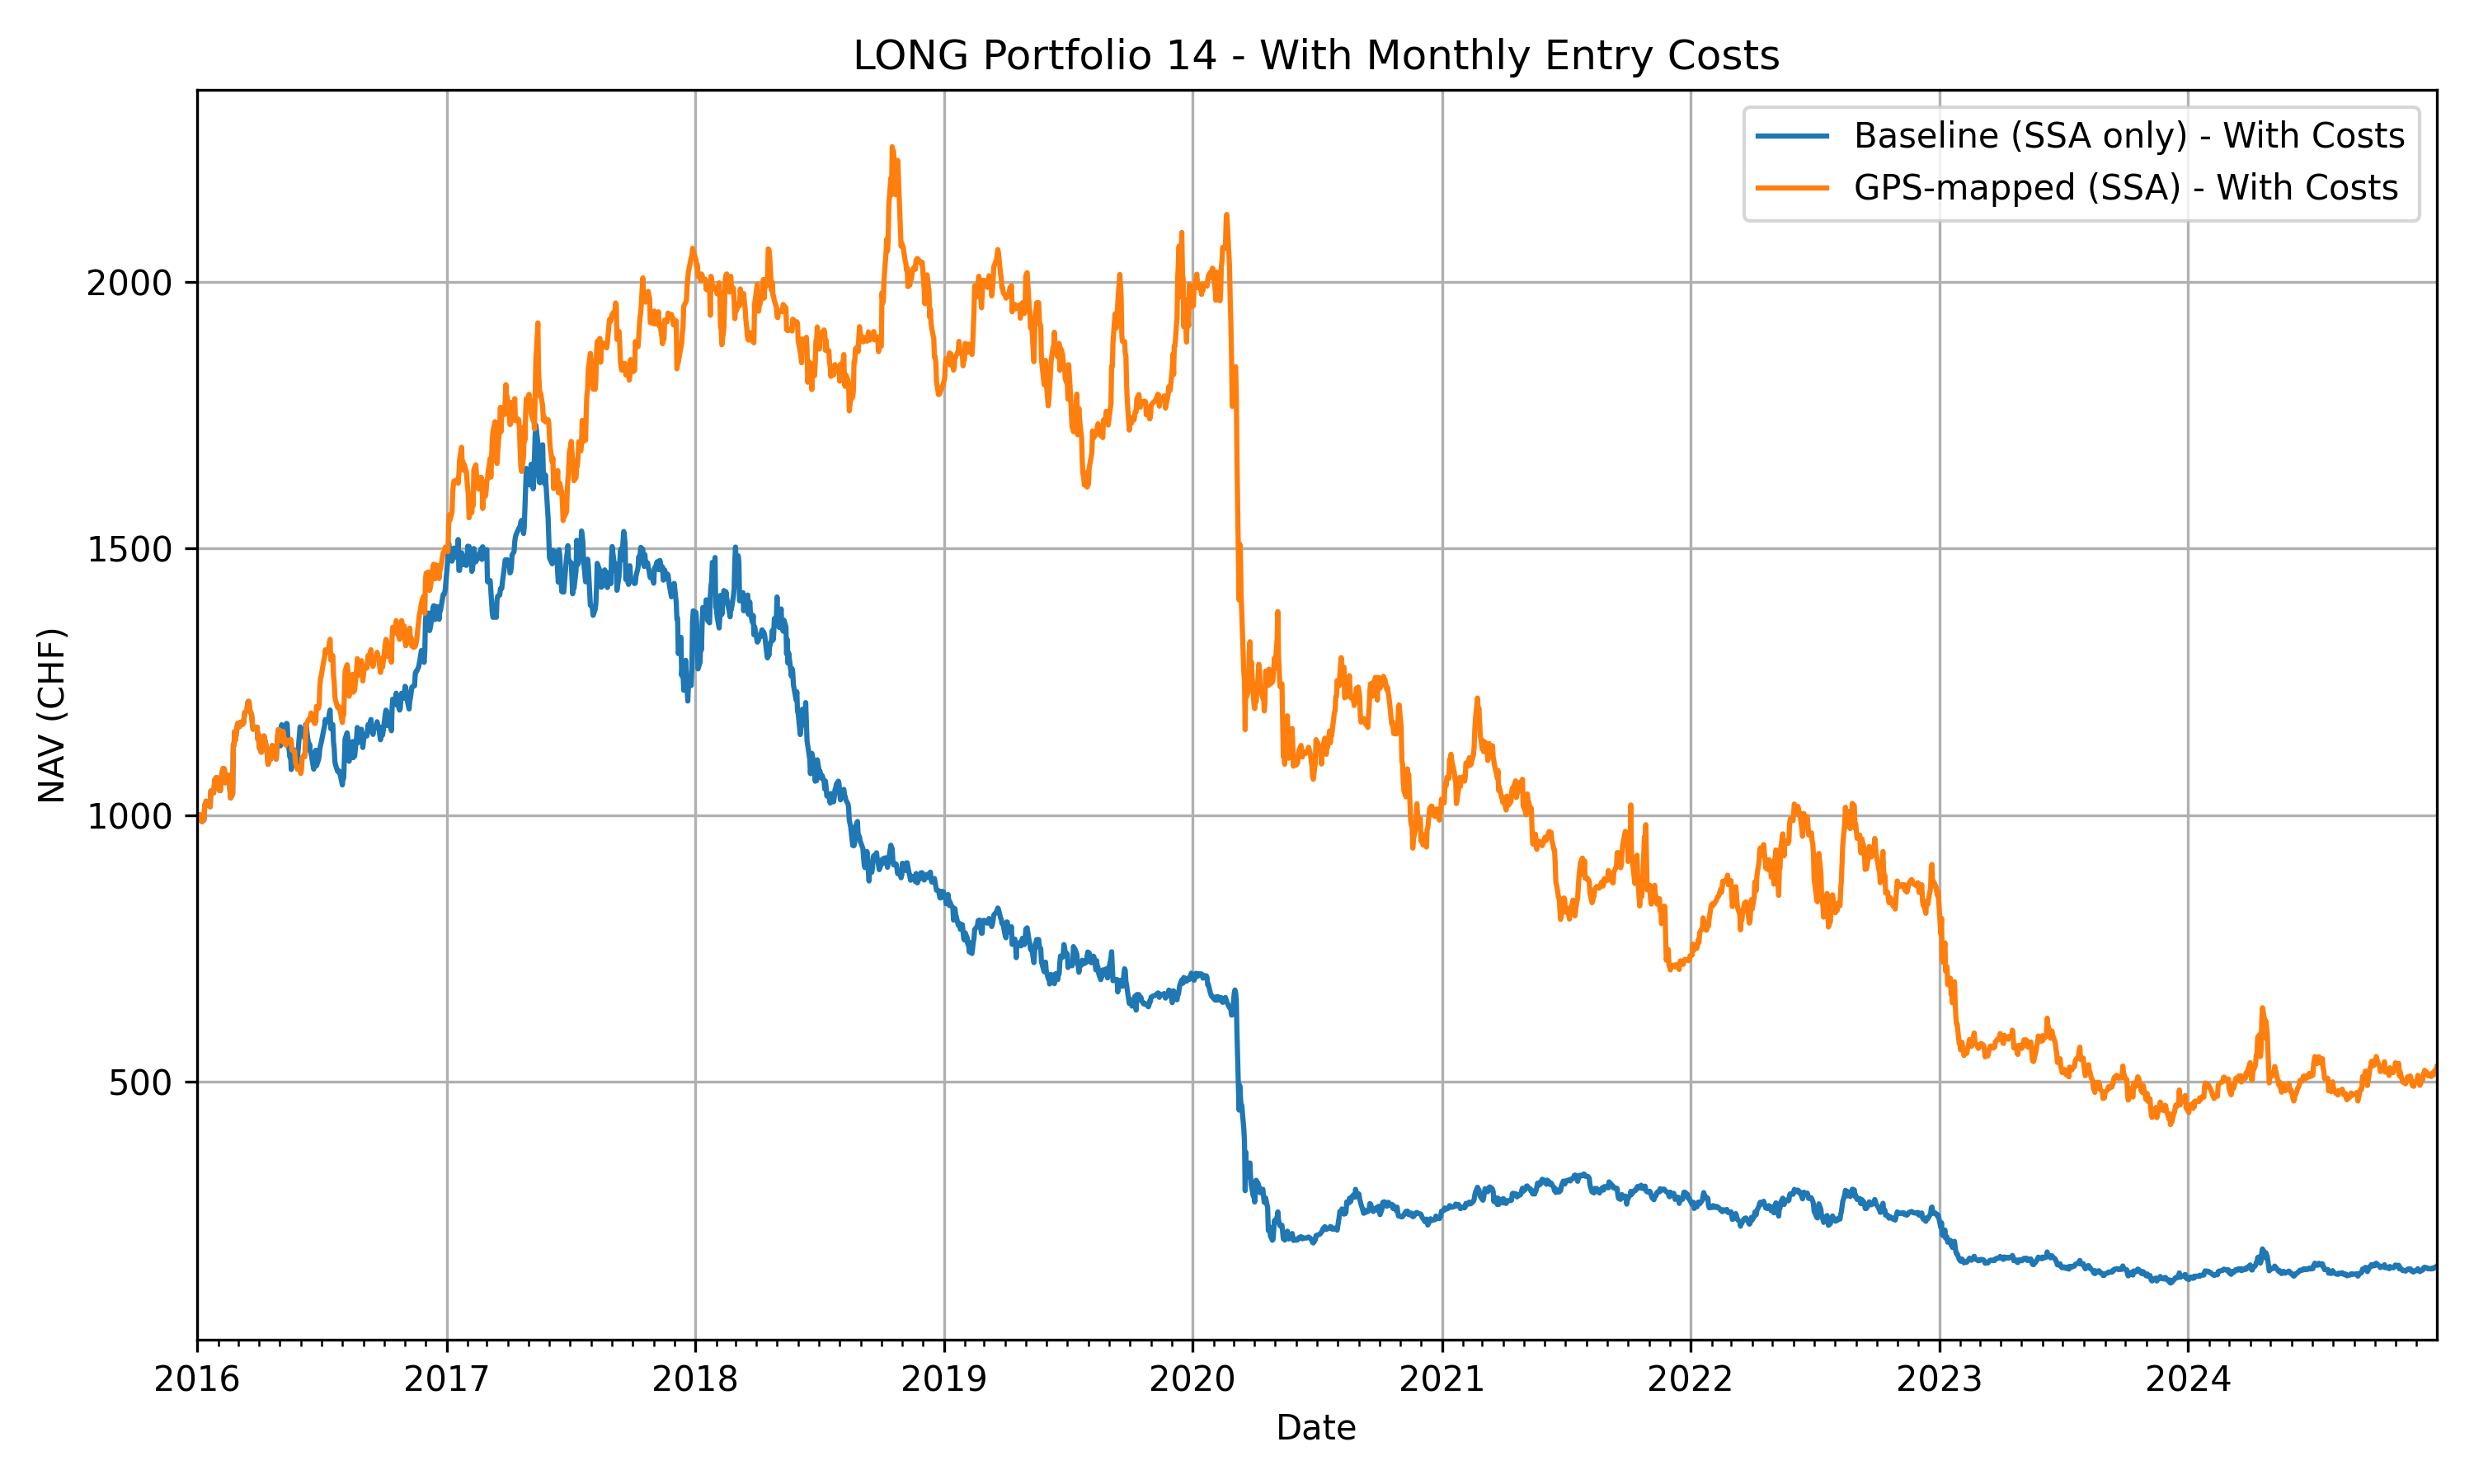 LONG Portfolio 14 - With Monthly Entry Costs
Baseline (SSA only) - With Costs
GPS-mapped (SSA) - With Costs
NAV (CHF)
2000
1500
1000
500
2016 2017 2018 2019 2020 2021 2022 2023 2024
Date